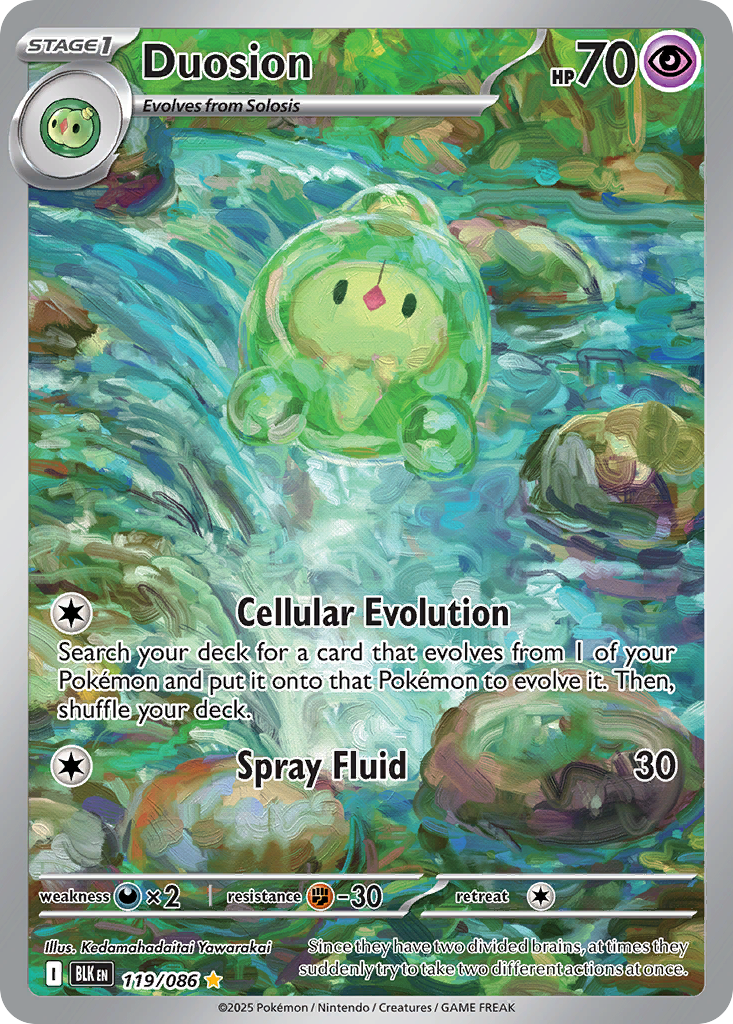 STAGE1
Duosion
HP70
Evolves from Solosis
Cellular Evolution
Search your deck for a card that evolves from 1 of your
Pokémon and put it onto that Pokémon to evolve it. Then,
shuffle your deck.
Spray Fluid 30
weakness ×2 resistance -30 retreat
Illus. Kedamahadaitai Yawarakai
Since they have two divided brains, at times they
suddenly try to take two different actions at once.
I BLK EN 119/086
©2025 Pokémon / Nintendo / Creatures / GAME FREAK